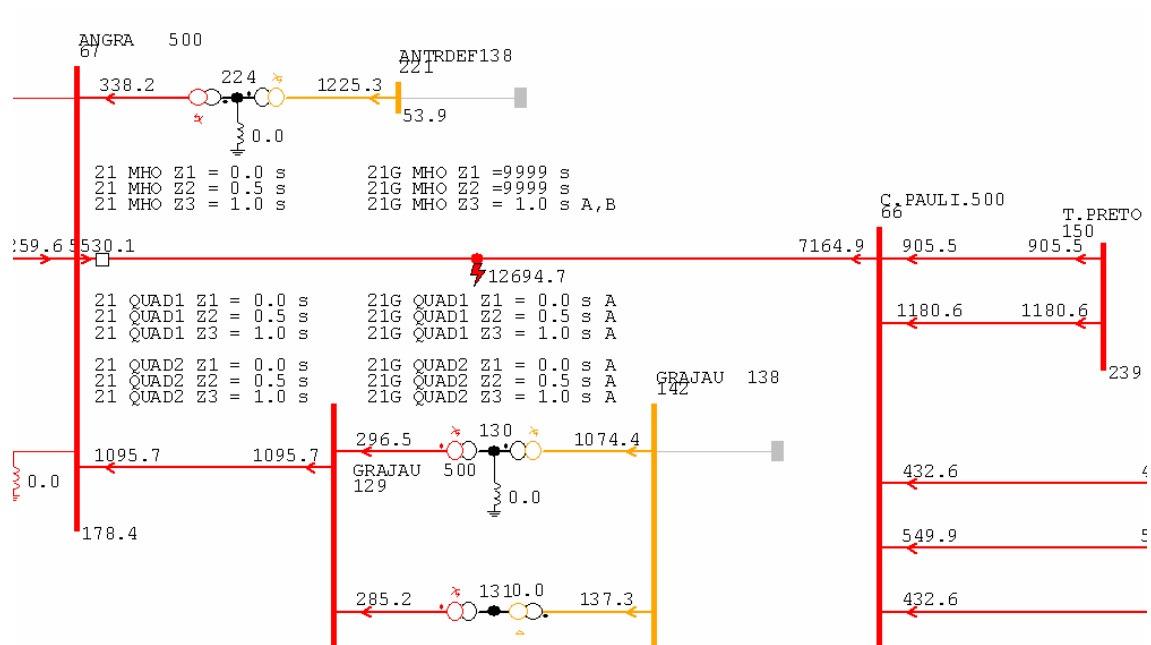 ANGRA 500
67
338.2
224
1225.3
ANTRDEF138
221
53.9
0.0
21 MHO Z1 = 0.0 s
21 MHO Z2 = 0.5 s
21 MHO Z3 = 1.0 s
21G MHO Z1 =9999 s
21G MHO Z2 =9999 s
21G MHO Z3 = 1.0 s A,B
C.PAULI.500
66
T.PRETO
150
259.6
5530.1
7164.9
905.5
905.5
12694.7
21 QUAD1 Z1 = 0.0 s
21 QUAD1 Z2 = 0.5 s
21 QUAD1 Z3 = 1.0 s
21G QUAD1 Z1 = 0.0 s A
21G QUAD1 Z2 = 0.5 s A
21G QUAD1 Z3 = 1.0 s A
1180.6
1180.6
21 QUAD2 Z1 = 0.0 s
21 QUAD2 Z2 = 0.5 s
21 QUAD2 Z3 = 1.0 s
21G QUAD2 Z1 = 0.0 s A
21G QUAD2 Z2 = 0.5 s A
21G QUAD2 Z3 = 1.0 s A
GRAJAU 138
142
239
1095.7
1095.7
296.5
130
1074.4
GRAJAU 500
129
0.0
0.0
432.6
178.4
549.9
285.2
1310.0
137.3
432.6